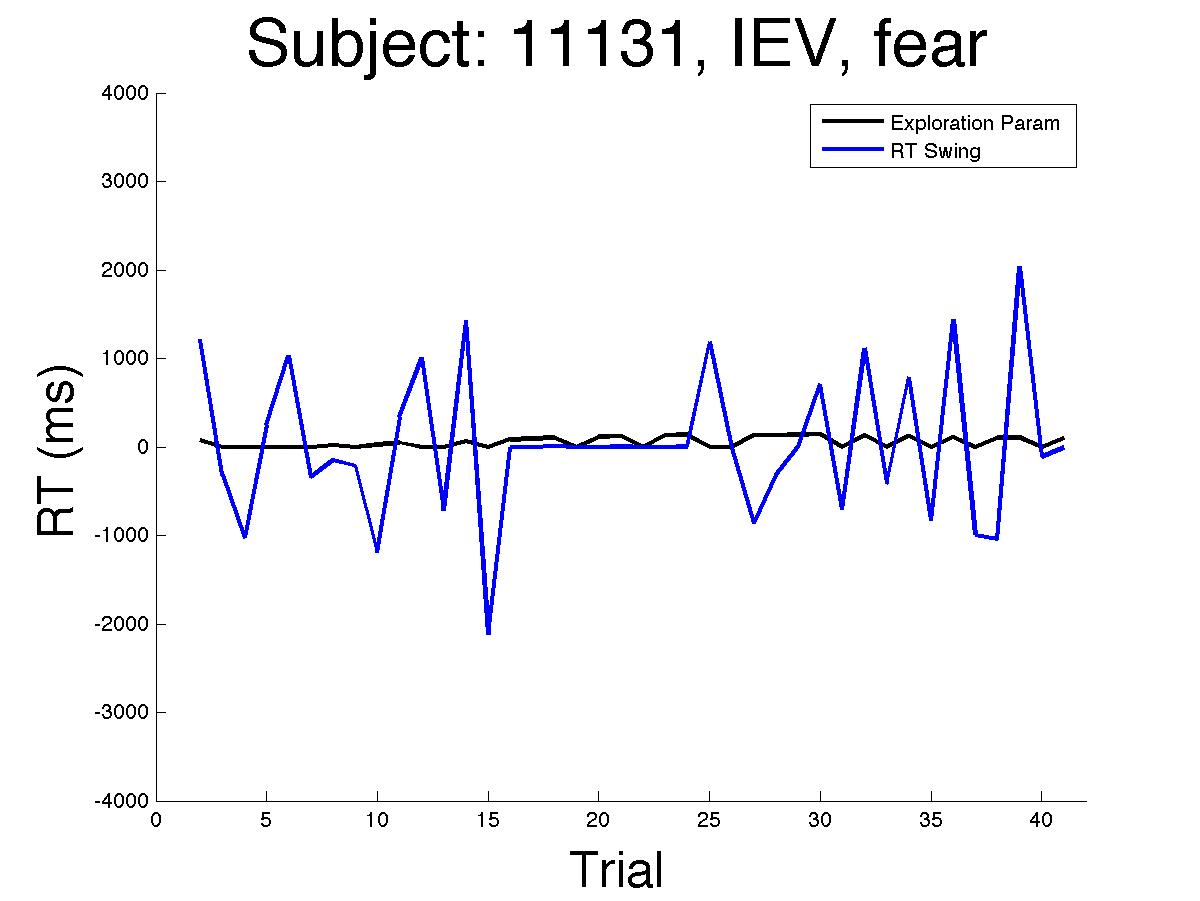 Subject: 11131, IEV, fear
4000
3000
2000
1000
0
-1000
-2000
-3000
-4000
RT (ms)
Exploration Param
RT Swing
0 5 10 15 20 25 30 35 40
Trial